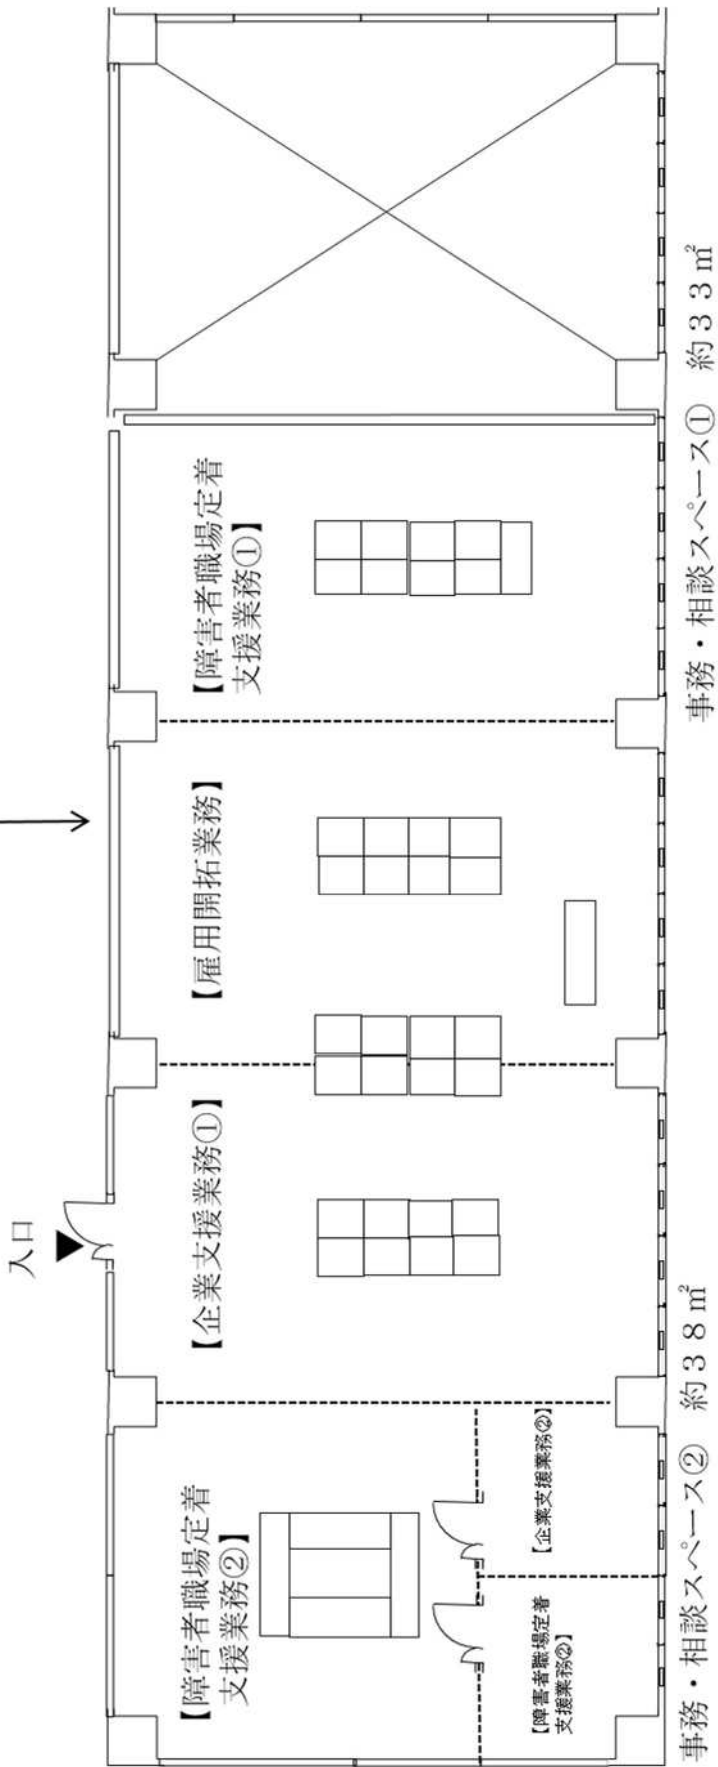 入口
【障害者職場定着
支援業務②】
【企業支援業務①】
【雇用開拓業務】
【障害者職場定着
支援業務①】
【障害者職場定着
支援業務②】
【企業支援業務②】
事務・相談スペース② 約38㎡
事務・相談スペース① 約33㎡